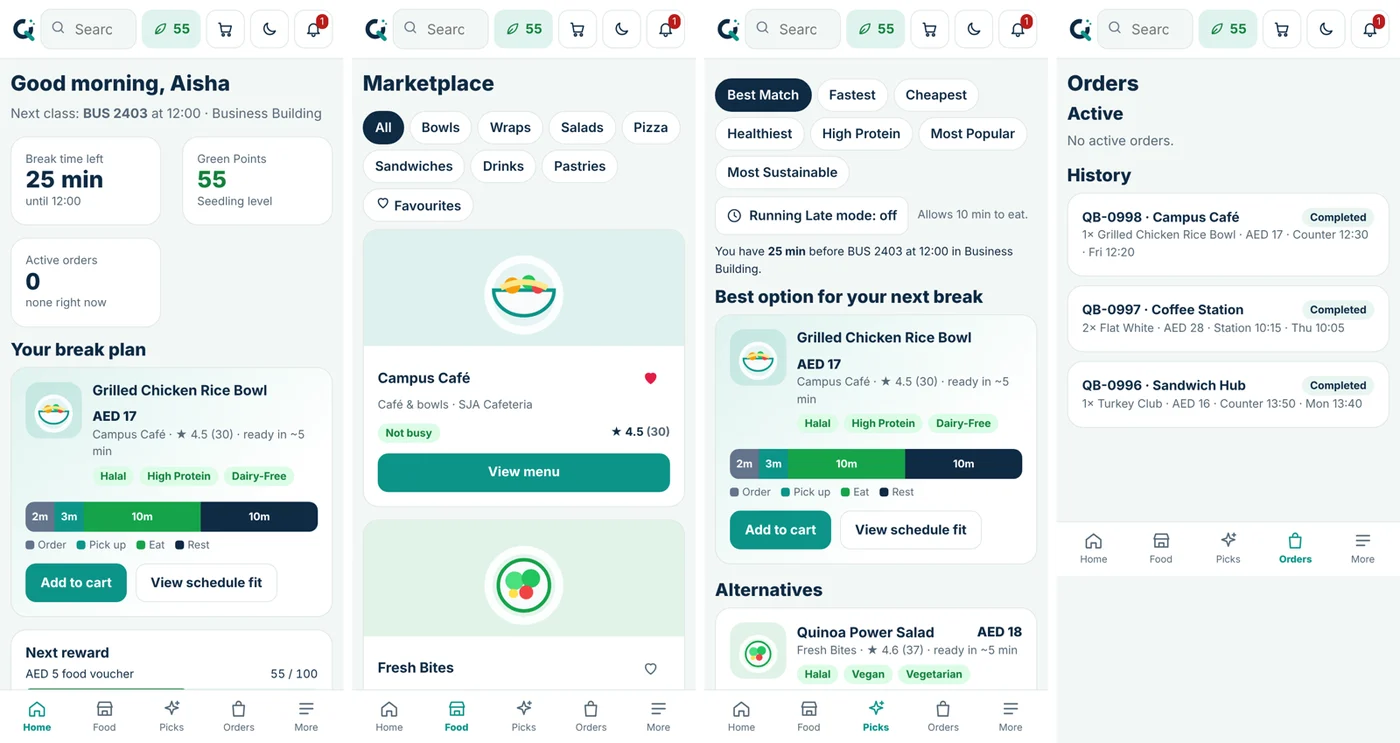 Searc
55
1
Good morning, Aisha
Next class: BUS 2403 at 12:00 · Business Building
Break time left
25 min
until 12:00
Green Points
55
Seedling level
Active orders
0
none right now
Your break plan
Grilled Chicken Rice Bowl
AED 17
Campus Café · ★ 4.5 (30) · ready in ~5
min
Halal High Protein Dairy-Free
2m 3m 10m 10m
Order Pick up Eat Rest
Add to cart View schedule fit
Next reward
AED 5 food voucher 55 / 100
Home Food Picks Orders More
Searc
55
1
Marketplace
All Bowls Wraps Salads Pizza
Sandwiches Drinks Pastries
Favourites
Campus Café
Café & bowls · SJA Cafeteria
Not busy ★ 4.5 (30)
View menu
Fresh Bites
Home Food Picks Orders More
Searc
55
1
Best Match Fastest Cheapest
Healthiest High Protein Most Popular
Most Sustainable
Running Late mode: off Allows 10 min to eat.
You have 25 min before BUS 2403 at 12:00 in Business
Building.
Best option for your next break
Grilled Chicken Rice Bowl
AED 17
Campus Café · ★ 4.5 (30) · ready in ~5
min
Halal High Protein Dairy-Free
2m 3m 10m 10m
Order Pick up Eat Rest
Add to cart View schedule fit
Alternatives
Quinoa Power Salad AED 18
Fresh Bites · ★ 4.6 (37) · ready in ~5 min
Halal Vegan Vegetarian
Home Food Picks Orders More
Searc
55
1
Orders
Active
No active orders.
History
QB-0998 · Campus Café Completed
1× Grilled Chicken Rice Bowl · AED 17 · Counter 12:30
· Fri 12:20
QB-0997 · Coffee Station Completed
2× Flat White · AED 28 · Station 10:15 · Thu 10:05
QB-0996 · Sandwich Hub Completed
1× Turkey Club · AED 16 · Counter 13:50 · Mon 13:40
Home Food Picks Orders More